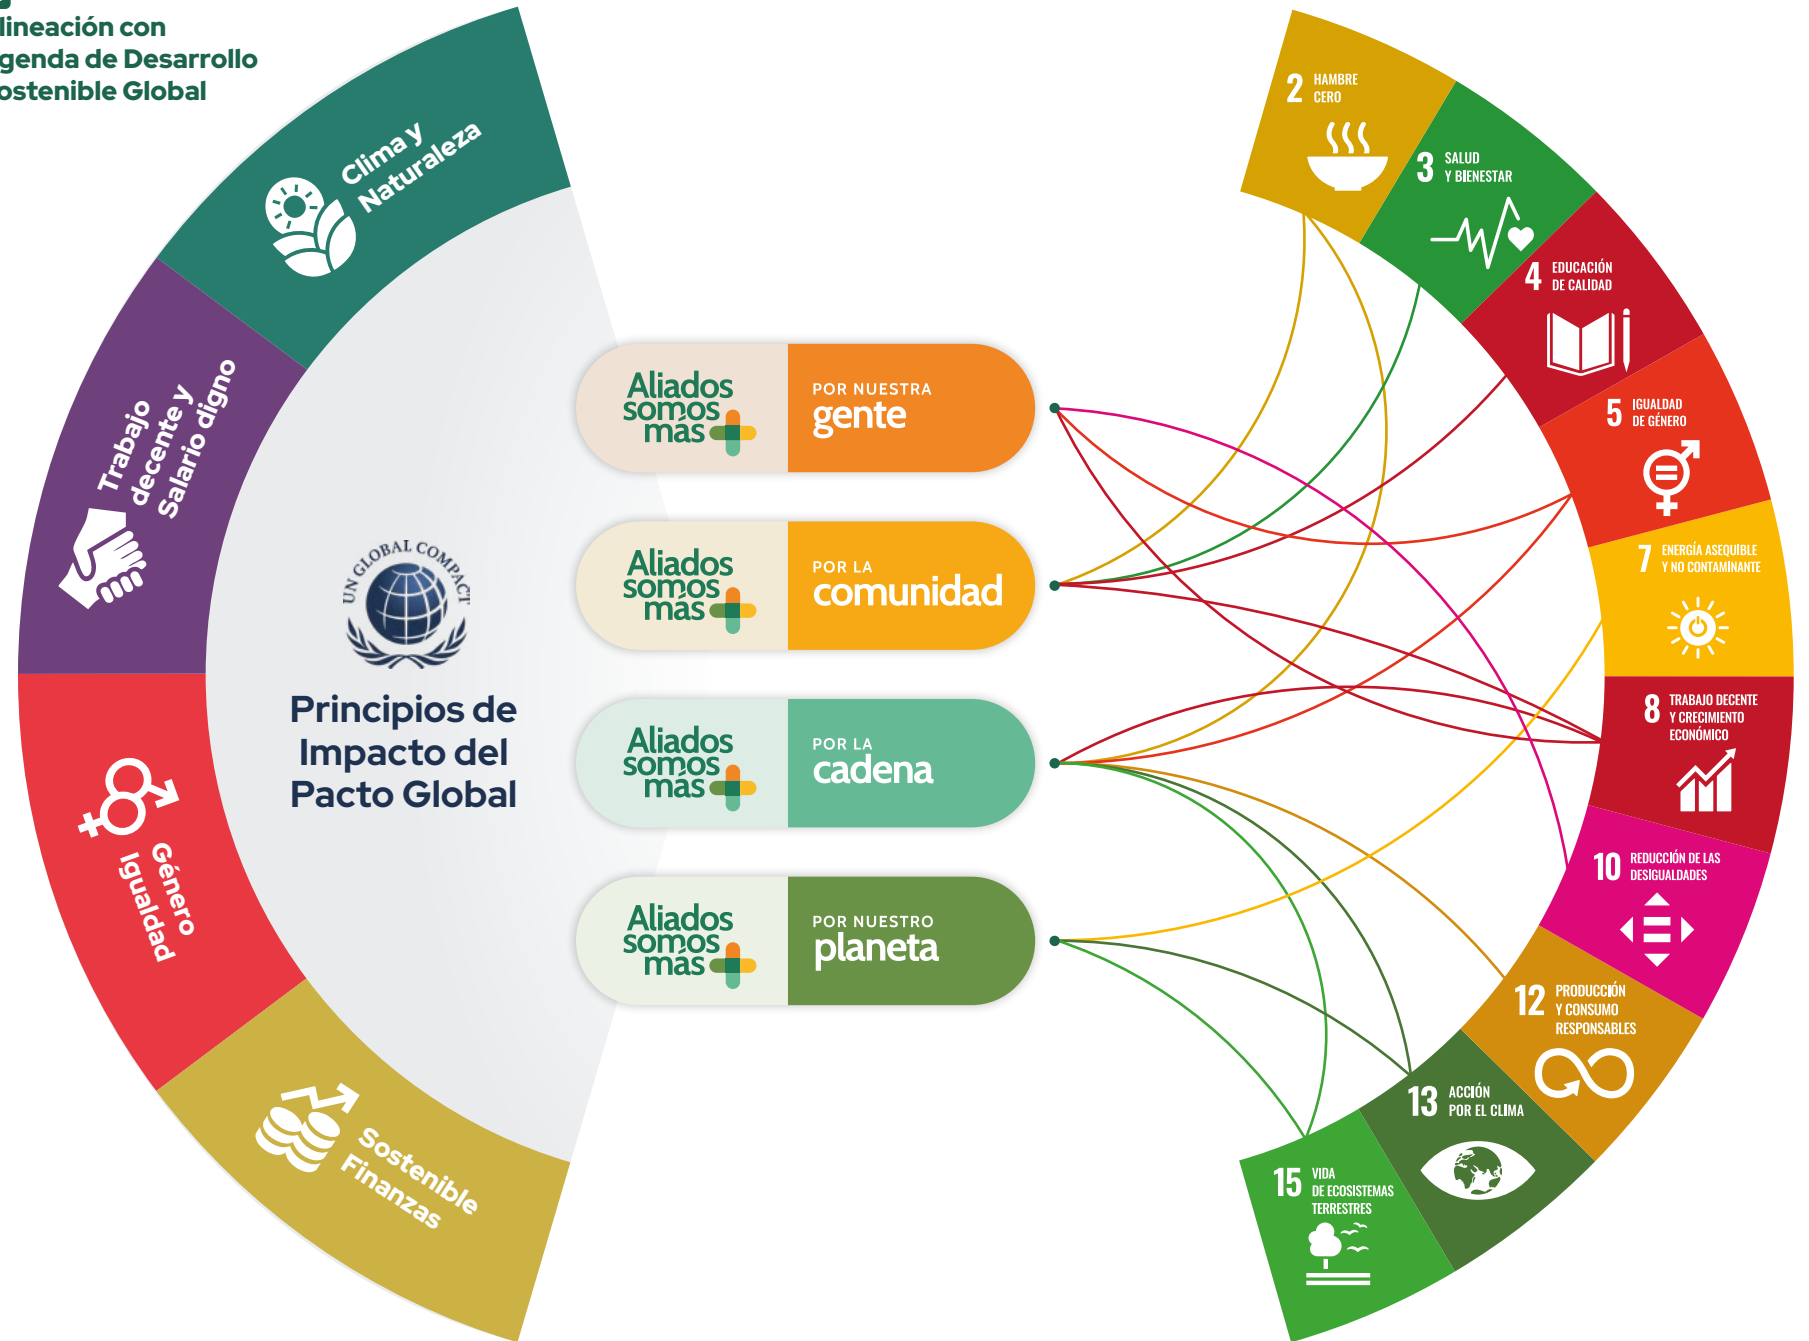 lineación con
genda de Desarrollo
ostenible Global
Clima y
Naturaleza
Trabajo
decente y
Salario digno
Género
Igualdad
Sostenible
Finanzas
UN GLOBAL COMPACT
Principios de
Impacto del
Pacto Global
Aliados
somos
más
POR NUESTRA
gente
Aliados
somos
más
POR LA
comunidad
Aliados
somos
más
POR LA
cadena
Aliados
somos
más
POR NUESTRO
planeta
2 HAMBRE
CERO
3 SALUD
Y BIENESTAR
4 EDUCACIÓN
DE CALIDAD
5 IGUALDAD
DE GÉNERO
7 ENERGÍA ASEQUIBLE
Y NO CONTAMINANTE
8 TRABAJO DECENTE
Y CRECIMIENTO
ECONÓMICO
10 REDUCCIÓN DE LAS
DESIGUALDADES
12 PRODUCCIÓN
Y CONSUMO
RESPONSABLES
13 ACCIÓN
POR EL CLIMA
15 VIDA
DE ECOSISTEMAS
TERRESTRES